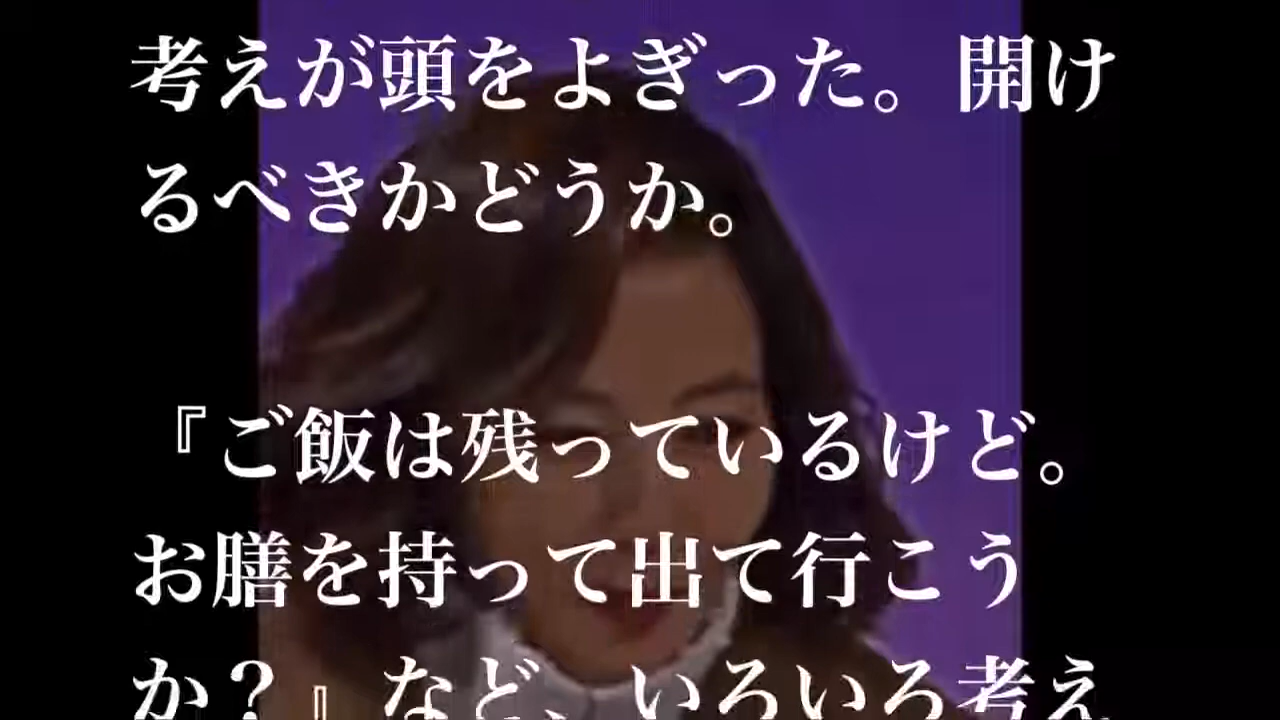 考えが頭をよぎった。開け
るべきかどうか。
『ご飯は残っているけど。
お膳を持って出て行こう
か？』など、いろいろ考え